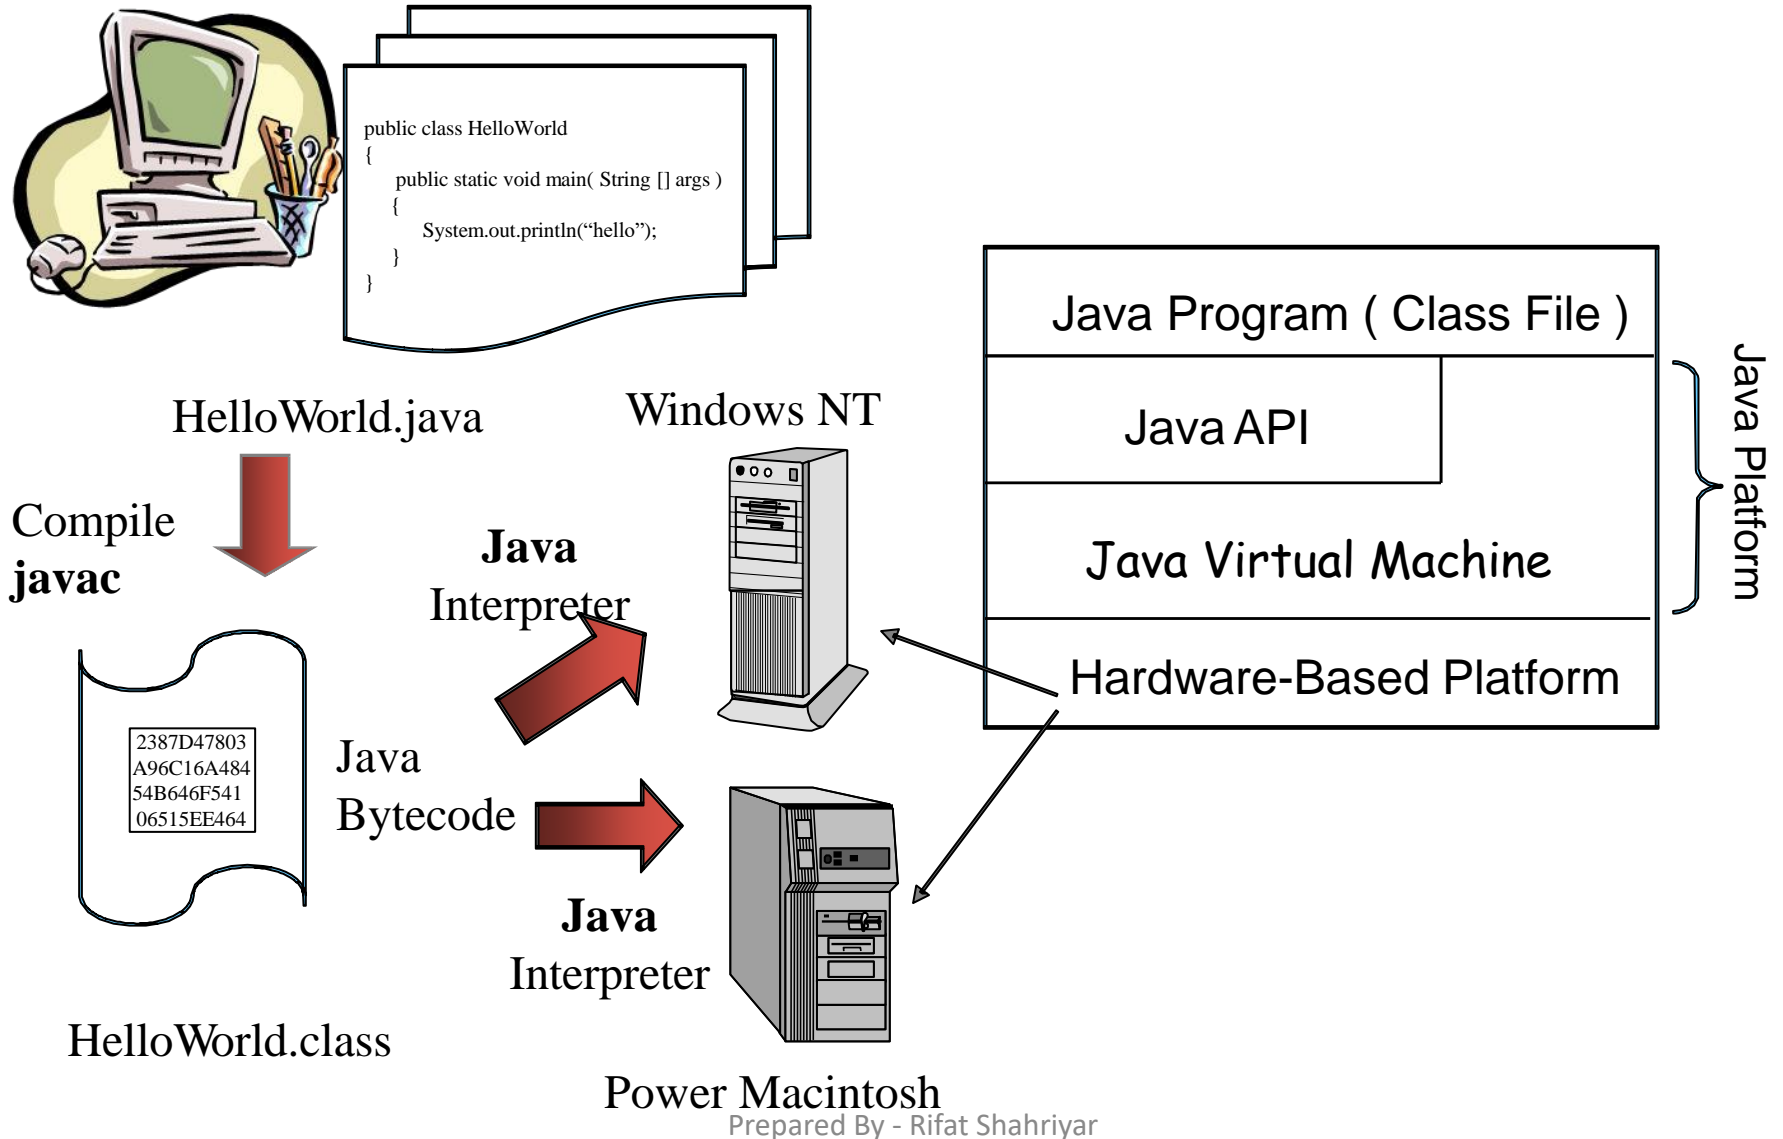 public class HelloWorld
{
public static void main( String [] args )
{
System.out.println(“hello”);
}
}
HelloWorld.java
Compile
javac
2387D47803
A96C16A484
54B646F541
06515EE464
Java
Bytecode
HelloWorld.class
Windows NT
Java
Interpreter
Java
Interpreter
Power Macintosh
Java Program ( Class File )
Java API
Java Virtual Machine
Hardware-Based Platform
Java Platform
Prepared By - Rifat Shahriyar